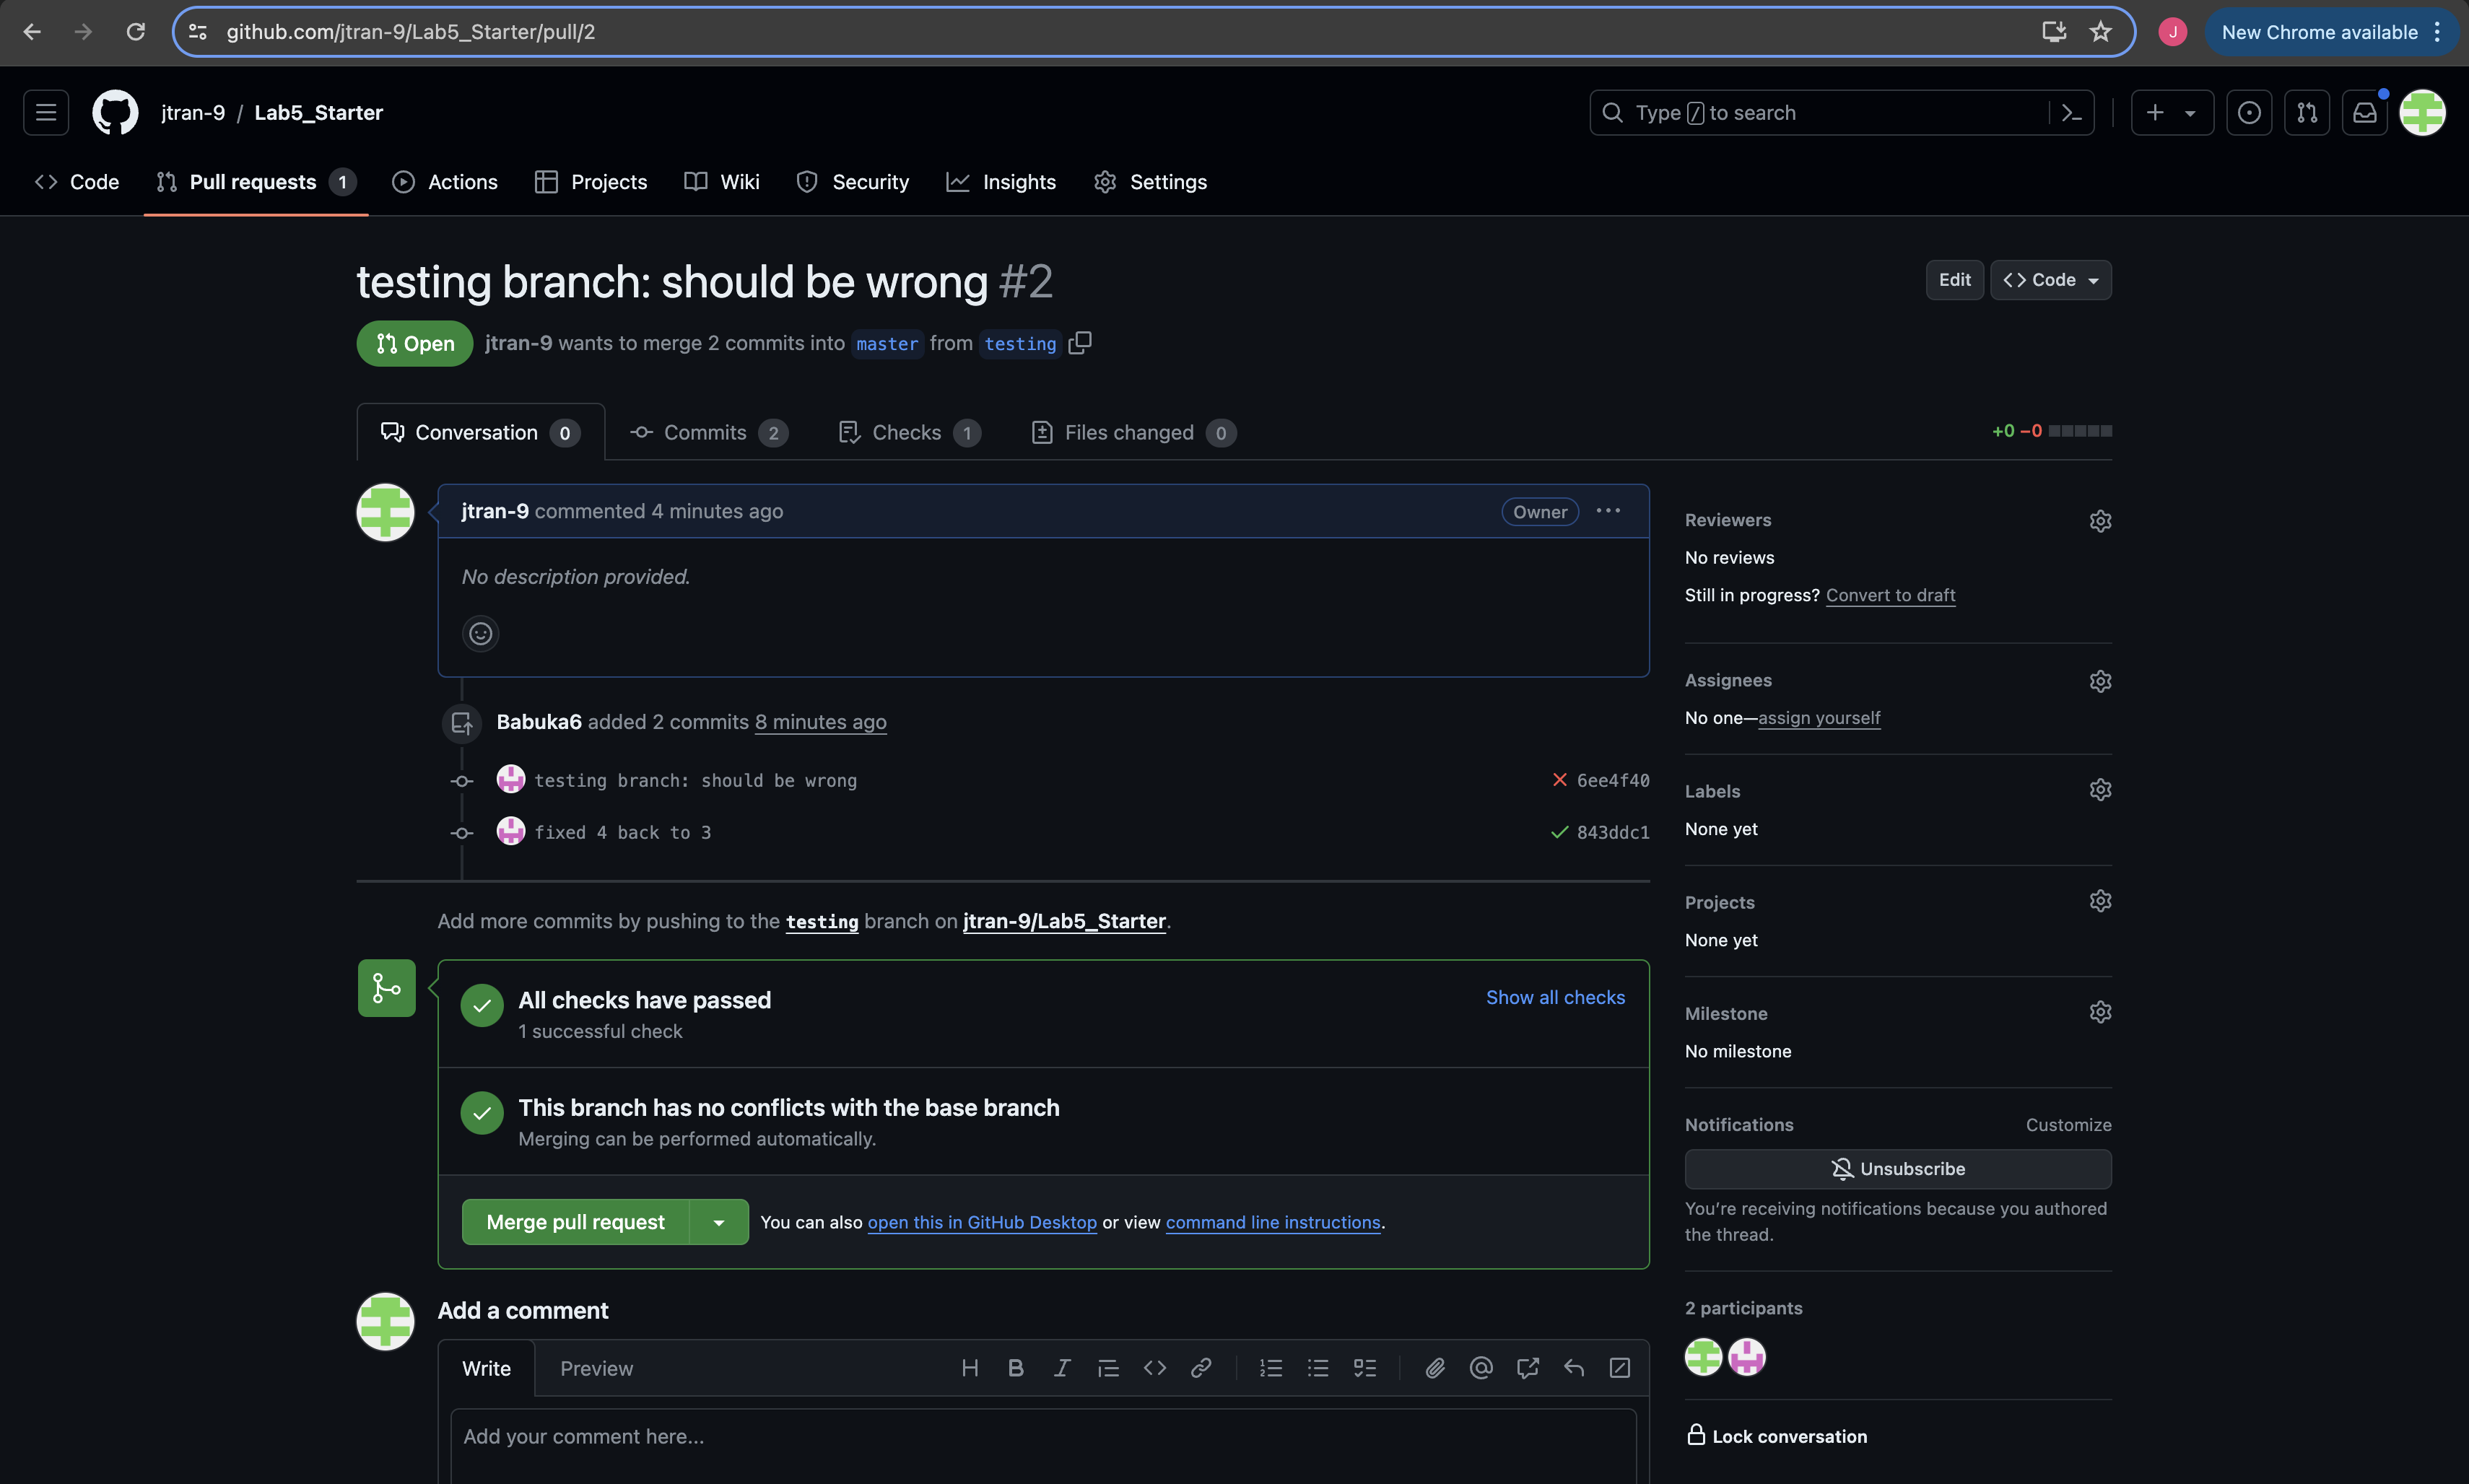 github.com/jtran-9/Lab5_Starter/pull/2
J
New Chrome available
jtran-9 / Lab5_Starter
Type / to search
Code
Pull requests 1
Actions
Projects
Wiki
Security
Insights
Settings
testing branch: should be wrong #2
Edit
Code
Open
jtran-9 wants to merge 2 commits into master from testing
Conversation 0
Commits 2
Checks 1
Files changed 0
+0 −0
jtran-9 commented 4 minutes ago
Owner
No description provided.
Babuka6 added 2 commits 8 minutes ago
testing branch: should be wrong
6ee4f40
fixed 4 back to 3
843ddc1
Add more commits by pushing to the testing branch on jtran-9/Lab5_Starter.
All checks have passed
1 successful check
Show all checks
This branch has no conflicts with the base branch
Merging can be performed automatically.
Merge pull request
You can also open this in GitHub Desktop or view command line instructions.
Add a comment
Write
Preview
Add your comment here...
Reviewers
No reviews
Still in progress? Convert to draft
Assignees
No one—assign yourself
Labels
None yet
Projects
None yet
Milestone
No milestone
Notifications
Customize
Unsubscribe
You're receiving notifications because you authored
the thread.
2 participants
Lock conversation